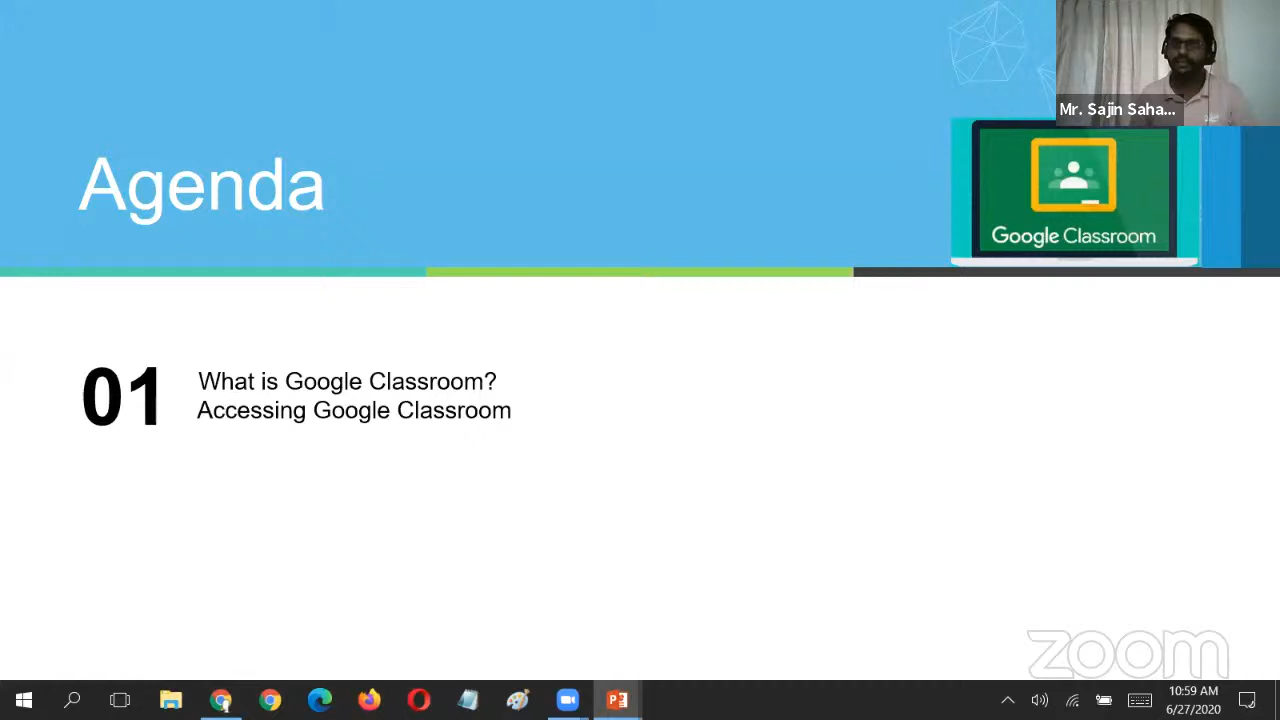 Mr. Sajin Saha...
Agenda
Google Classroom
01
What is Google Classroom?
Accessing Google Classroom
zoom
10:59 AM
6/27/2020